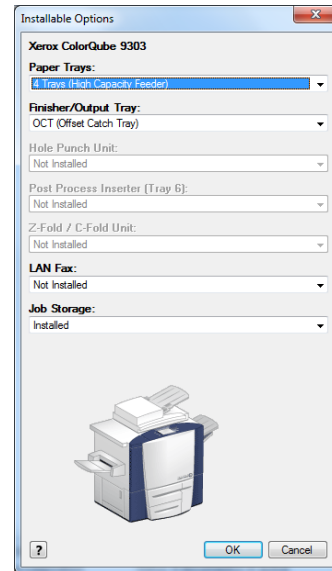 Installable Options
Xerox ColorQube 9303
Paper Trays:
4 Trays (High Capacity Feeder)
Finisher/Output Tray:
OCT (Offset Catch Tray)
Hole Punch Unit:
Not Installed
Post Process Inserter (Tray 6):
Not Installed
Z-Fold / C-Fold Unit:
Not Installed
LAN Fax:
Not Installed
Job Storage:
Installed
?
OK Cancel